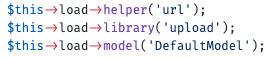 $this->load->helper('url');
$this->load->library('upload');
$this->load->model('DefaultModel');